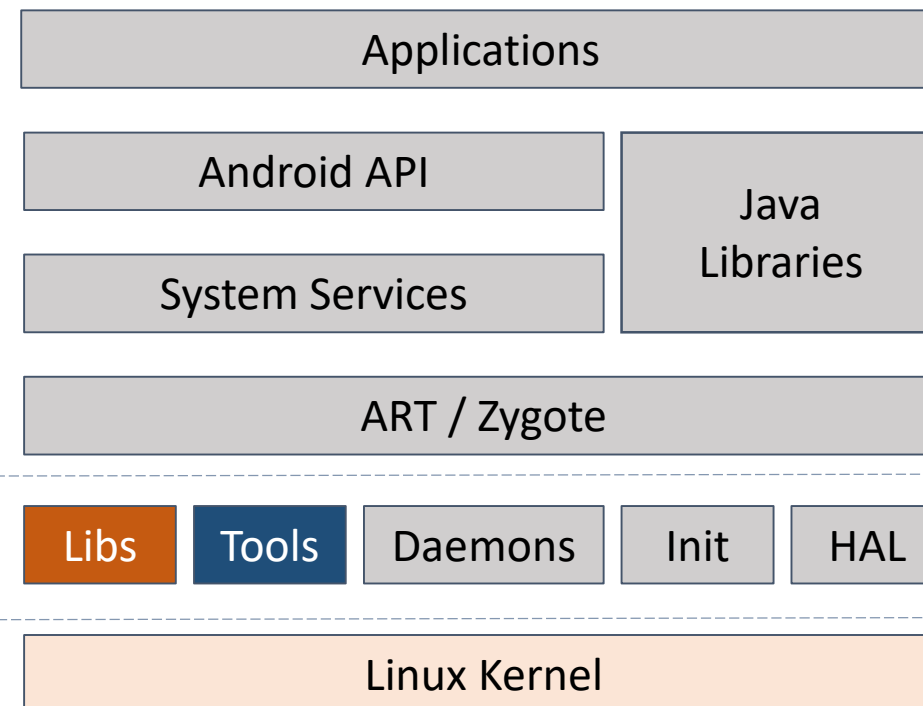 Applications
Android API
Java
Libraries
System Services
ART / Zygote
Libs
Tools
Daemons
Init
HAL
Linux Kernel